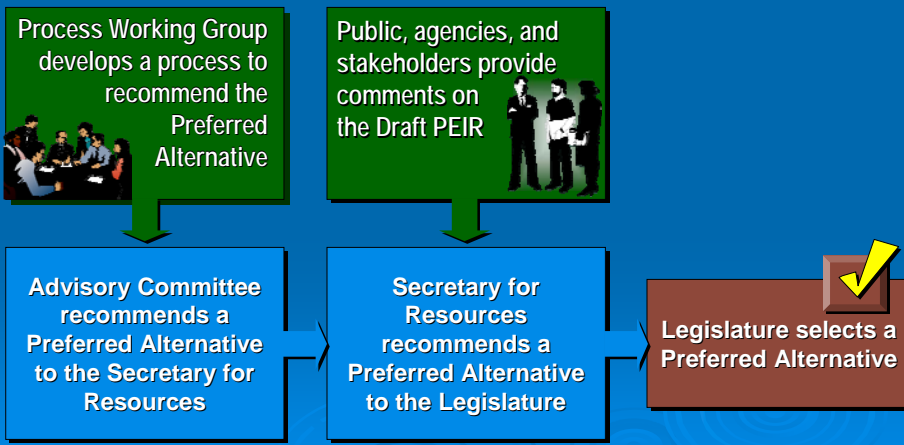 Process Working Group
develops a process to
recommend the
Preferred
Alternative
Public, agencies, and
stakeholders provide
comments on
the Draft PEIR
Advisory Committee
recommends a
Preferred Alternative
to the Secretary for
Resources
Secretary for
Resources
recommends a
Preferred Alternative
to the Legislature
Legislature selects a
Preferred Alternative